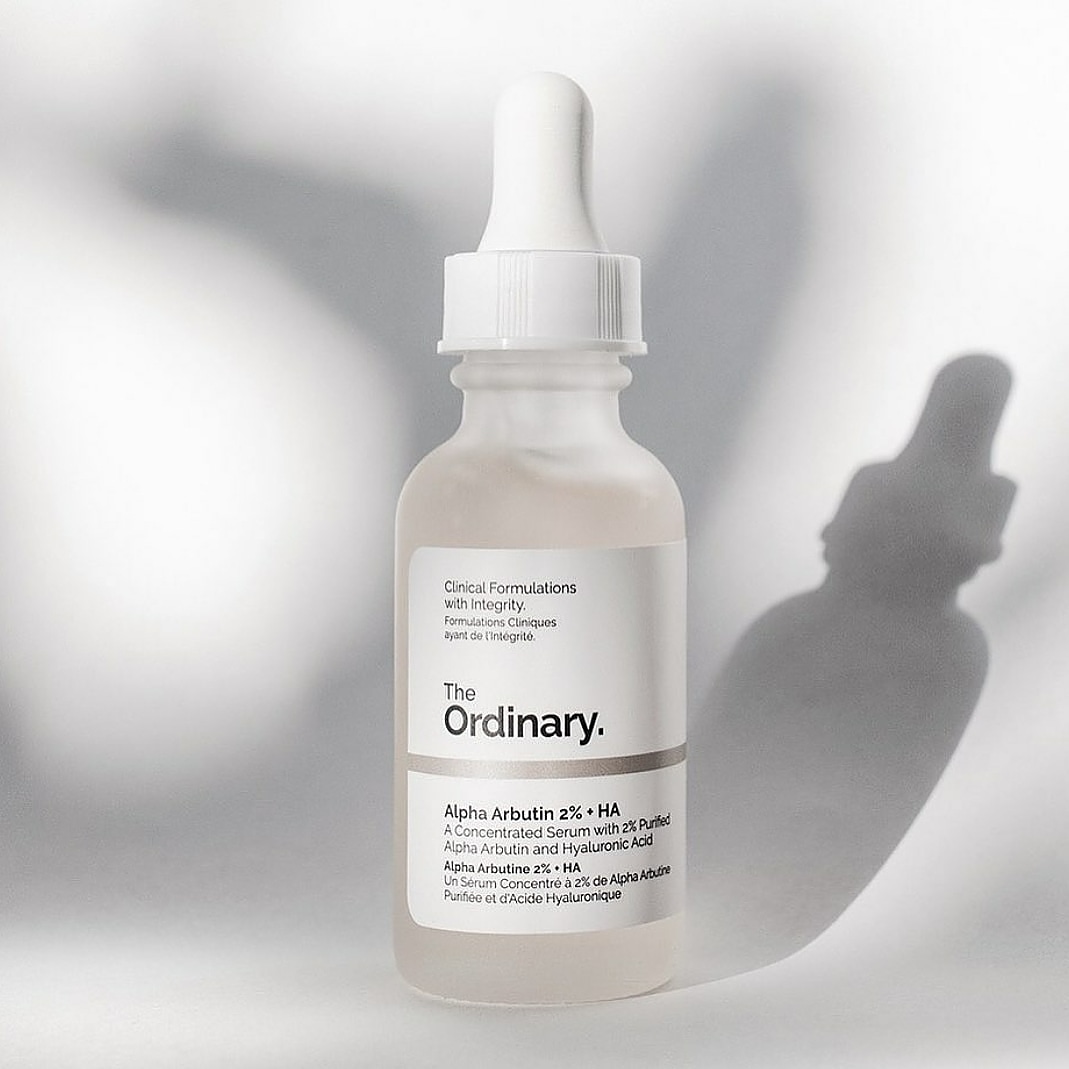 Clinical Formulations
with Integrity.
Formulations Cliniques
ayant de l'Intégrité.
The
Ordinary.
Alpha Arbutin 2% + HA
A Concentrated Serum with 2% Purified
Alpha Arbutin and Hyaluronic Acid
Alpha Arbutine 2% + HA
Un Sérum Concentré à 2% de Alpha Arbutine
Purifiée et d'Acide Hyaluronique